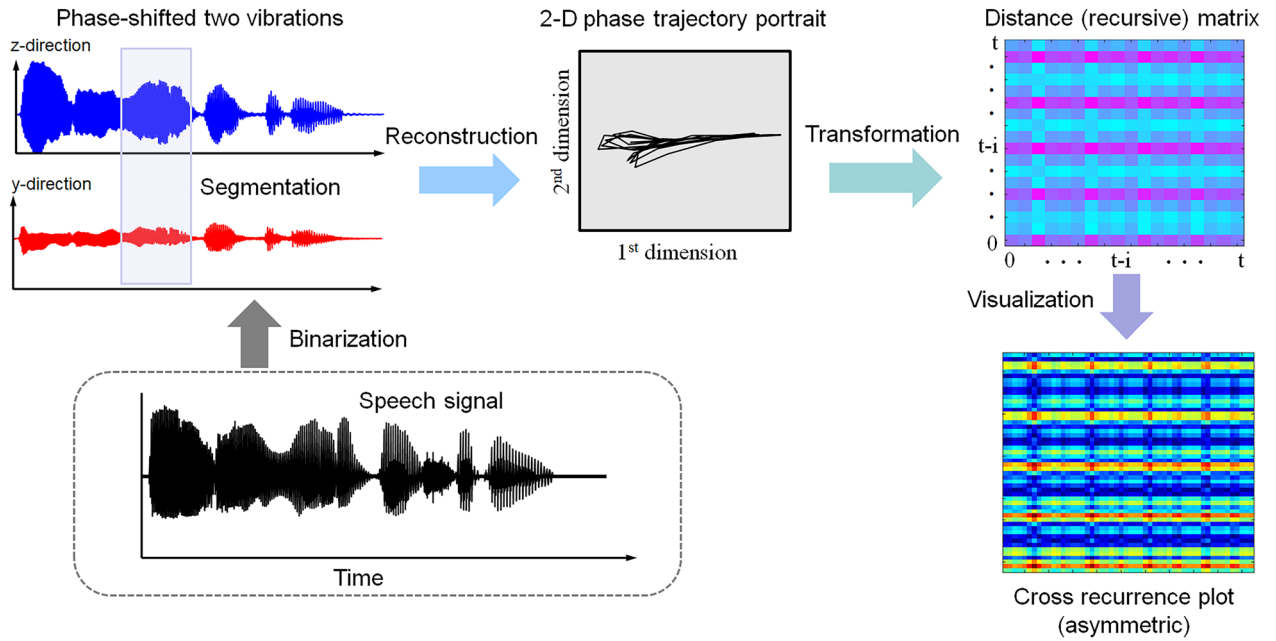 Phase-shifted two vibrations
z-direction
y-direction
Segmentation
Binarization
Speech signal
Time
Reconstruction
2-D phase trajectory portrait
2nd dimension
1st dimension
Transformation
Distance (recursive) matrix
t
t-i
0
0 · · · t-i · · · t
Visualization
Cross recurrence plot
(asymmetric)